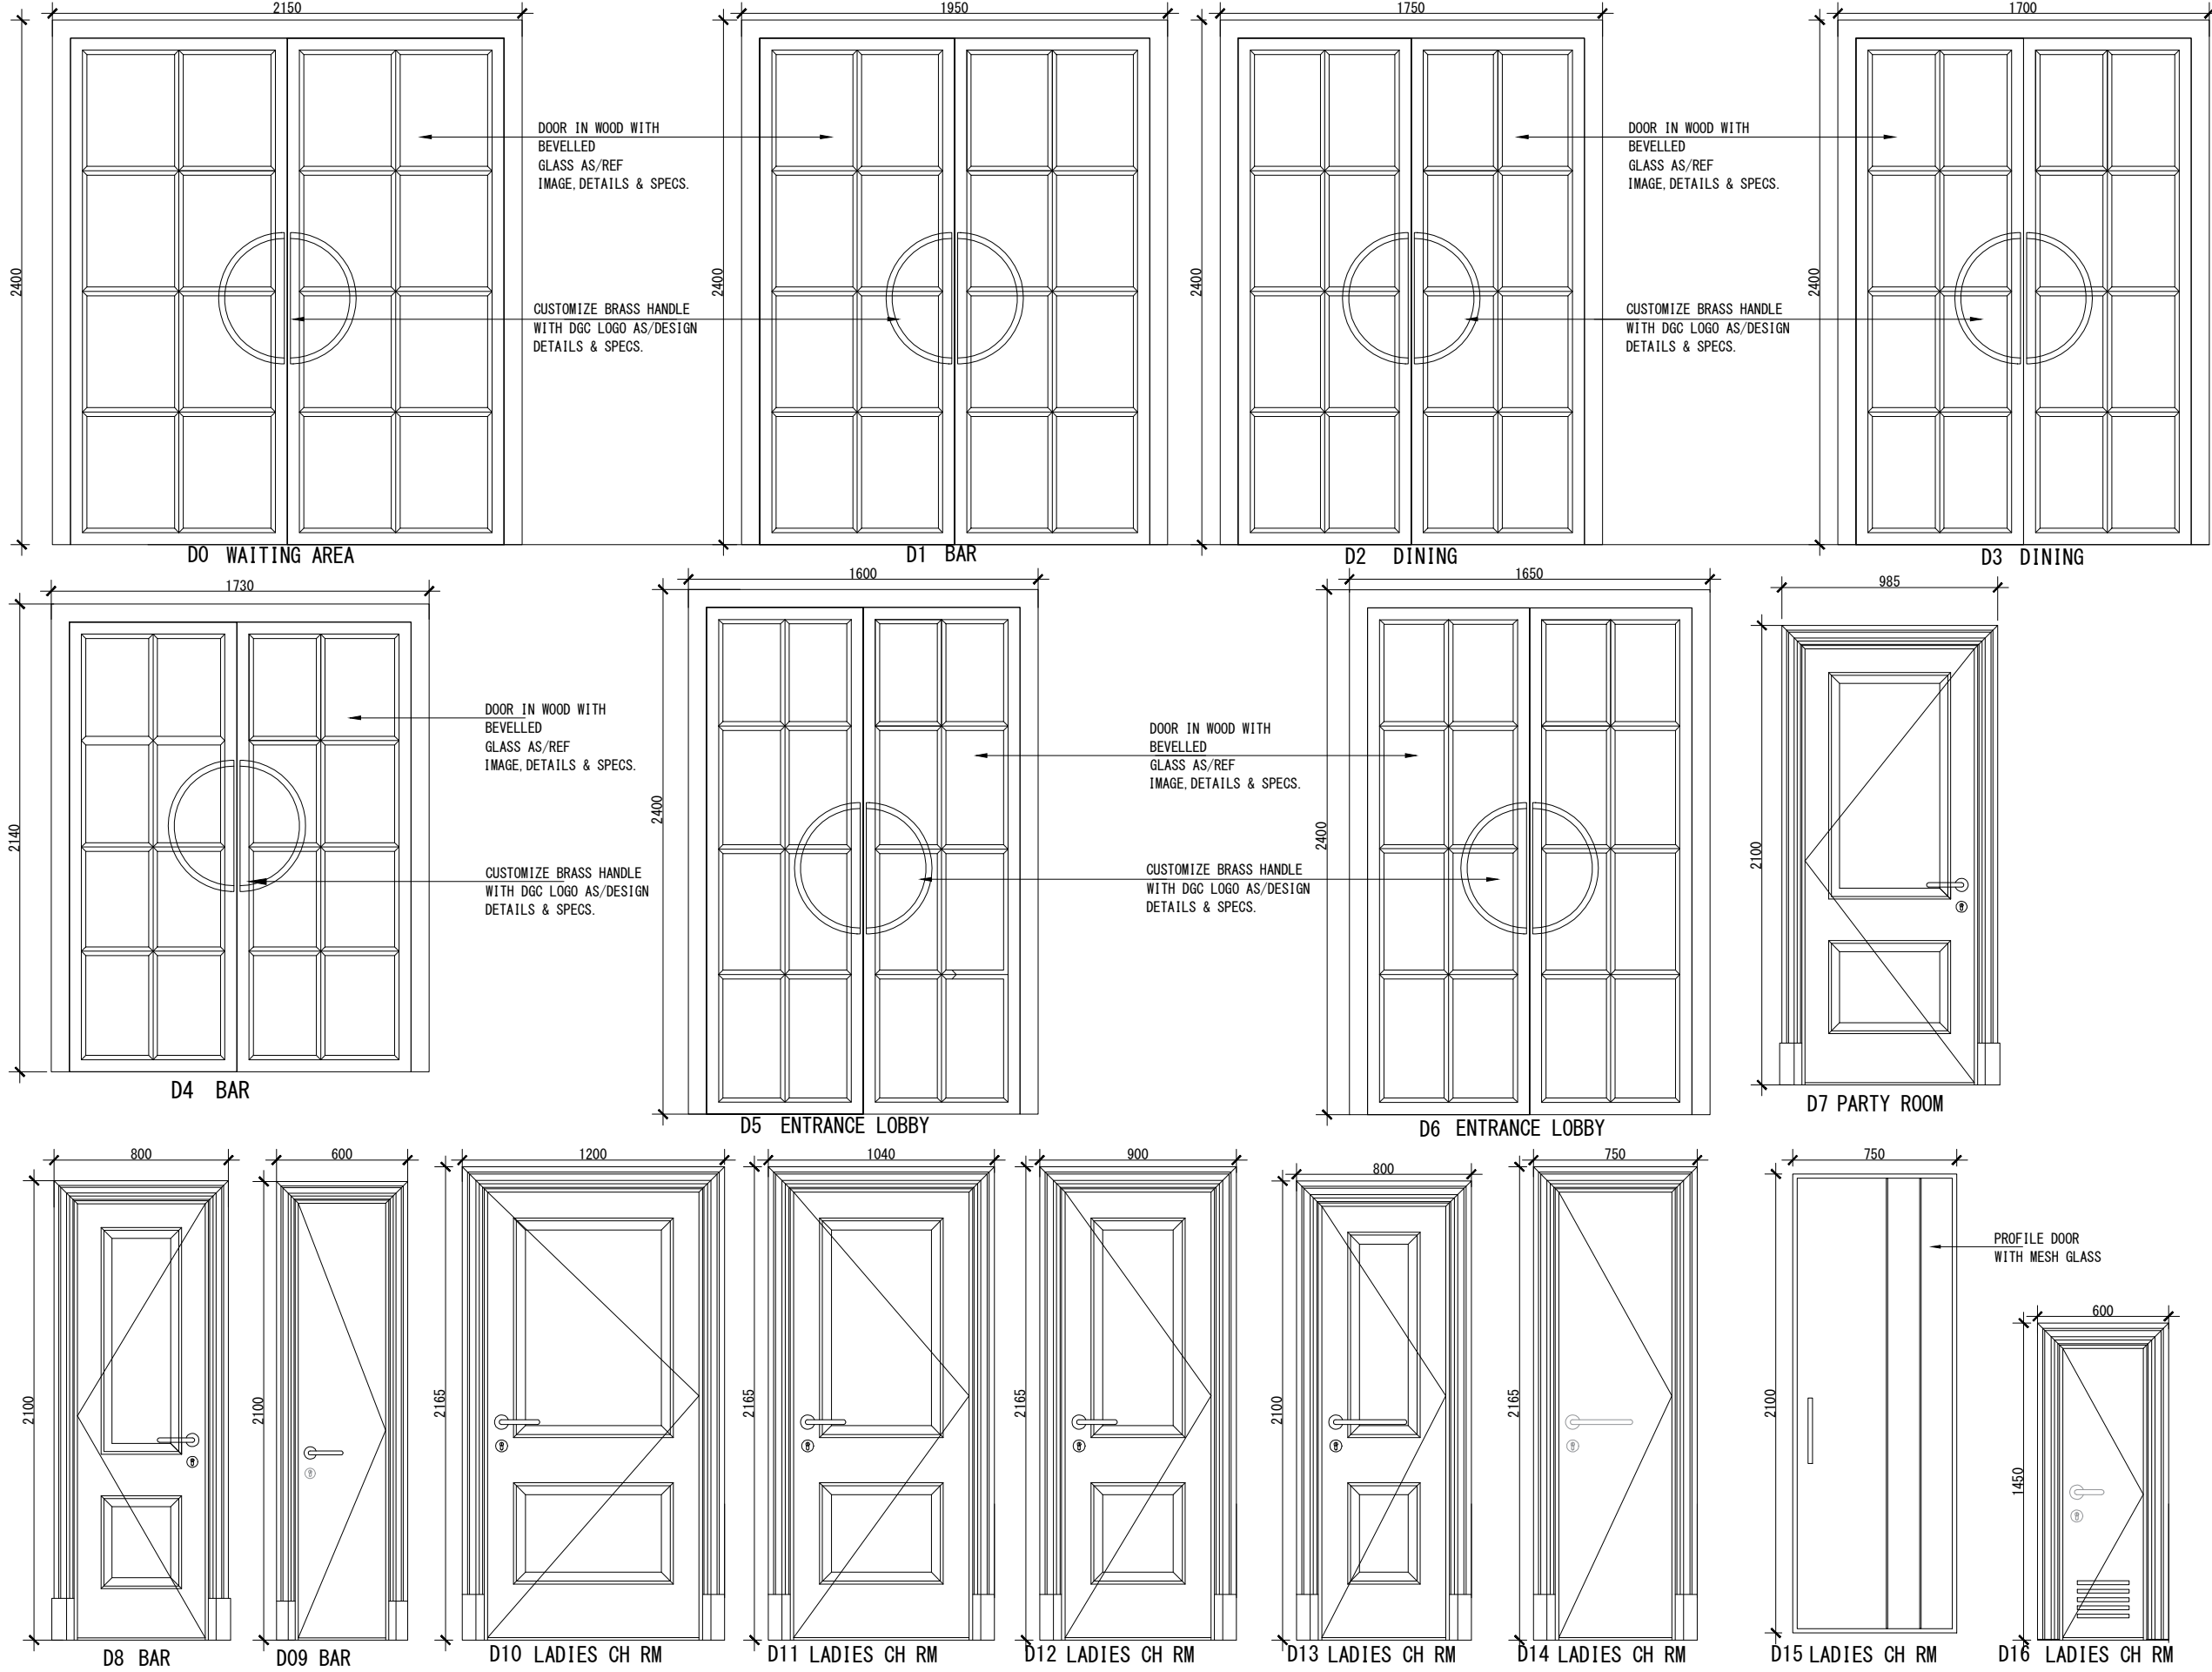 2150
1950
1750
1700
2400
2400
2400
2400
DOOR IN WOOD WITH
BEVELLED
GLASS AS/REF
IMAGE, DETAILS & SPECS.
DOOR IN WOOD WITH
BEVELLED
GLASS AS/REF
IMAGE, DETAILS & SPECS.
CUSTOMIZE BRASS HANDLE
WITH DGC LOGO AS/DESIGN
DETAILS & SPECS.
CUSTOMIZE BRASS HANDLE
WITH DGC LOGO AS/DESIGN
DETAILS & SPECS.
D0 WAITING AREA
D1 BAR
D2 DINING
D3 DINING
1730
1600
1650
985
2140
2400
2400
2100
DOOR IN WOOD WITH
BEVELLED
GLASS AS/REF
IMAGE, DETAILS & SPECS.
DOOR IN WOOD WITH
BEVELLED
GLASS AS/REF
IMAGE, DETAILS & SPECS.
CUSTOMIZE BRASS HANDLE
WITH DGC LOGO AS/DESIGN
DETAILS & SPECS.
CUSTOMIZE BRASS HANDLE
WITH DGC LOGO AS/DESIGN
DETAILS & SPECS.
D4 BAR
D5 ENTRANCE LOBBY
D6 ENTRANCE LOBBY
D7 PARTY ROOM
800
600
1200
1040
900
800
750
750
600
2100
2100
2165
2165
2165
2100
2165
2100
1450
PROFILE DOOR
WITH MESH GLASS
D8 BAR
D09 BAR
D10 LADIES CH RM
D11 LADIES CH RM
D12 LADIES CH RM
D13 LADIES CH RM
D14 LADIES CH RM
D15 LADIES CH RM
D16 LADIES CH RM